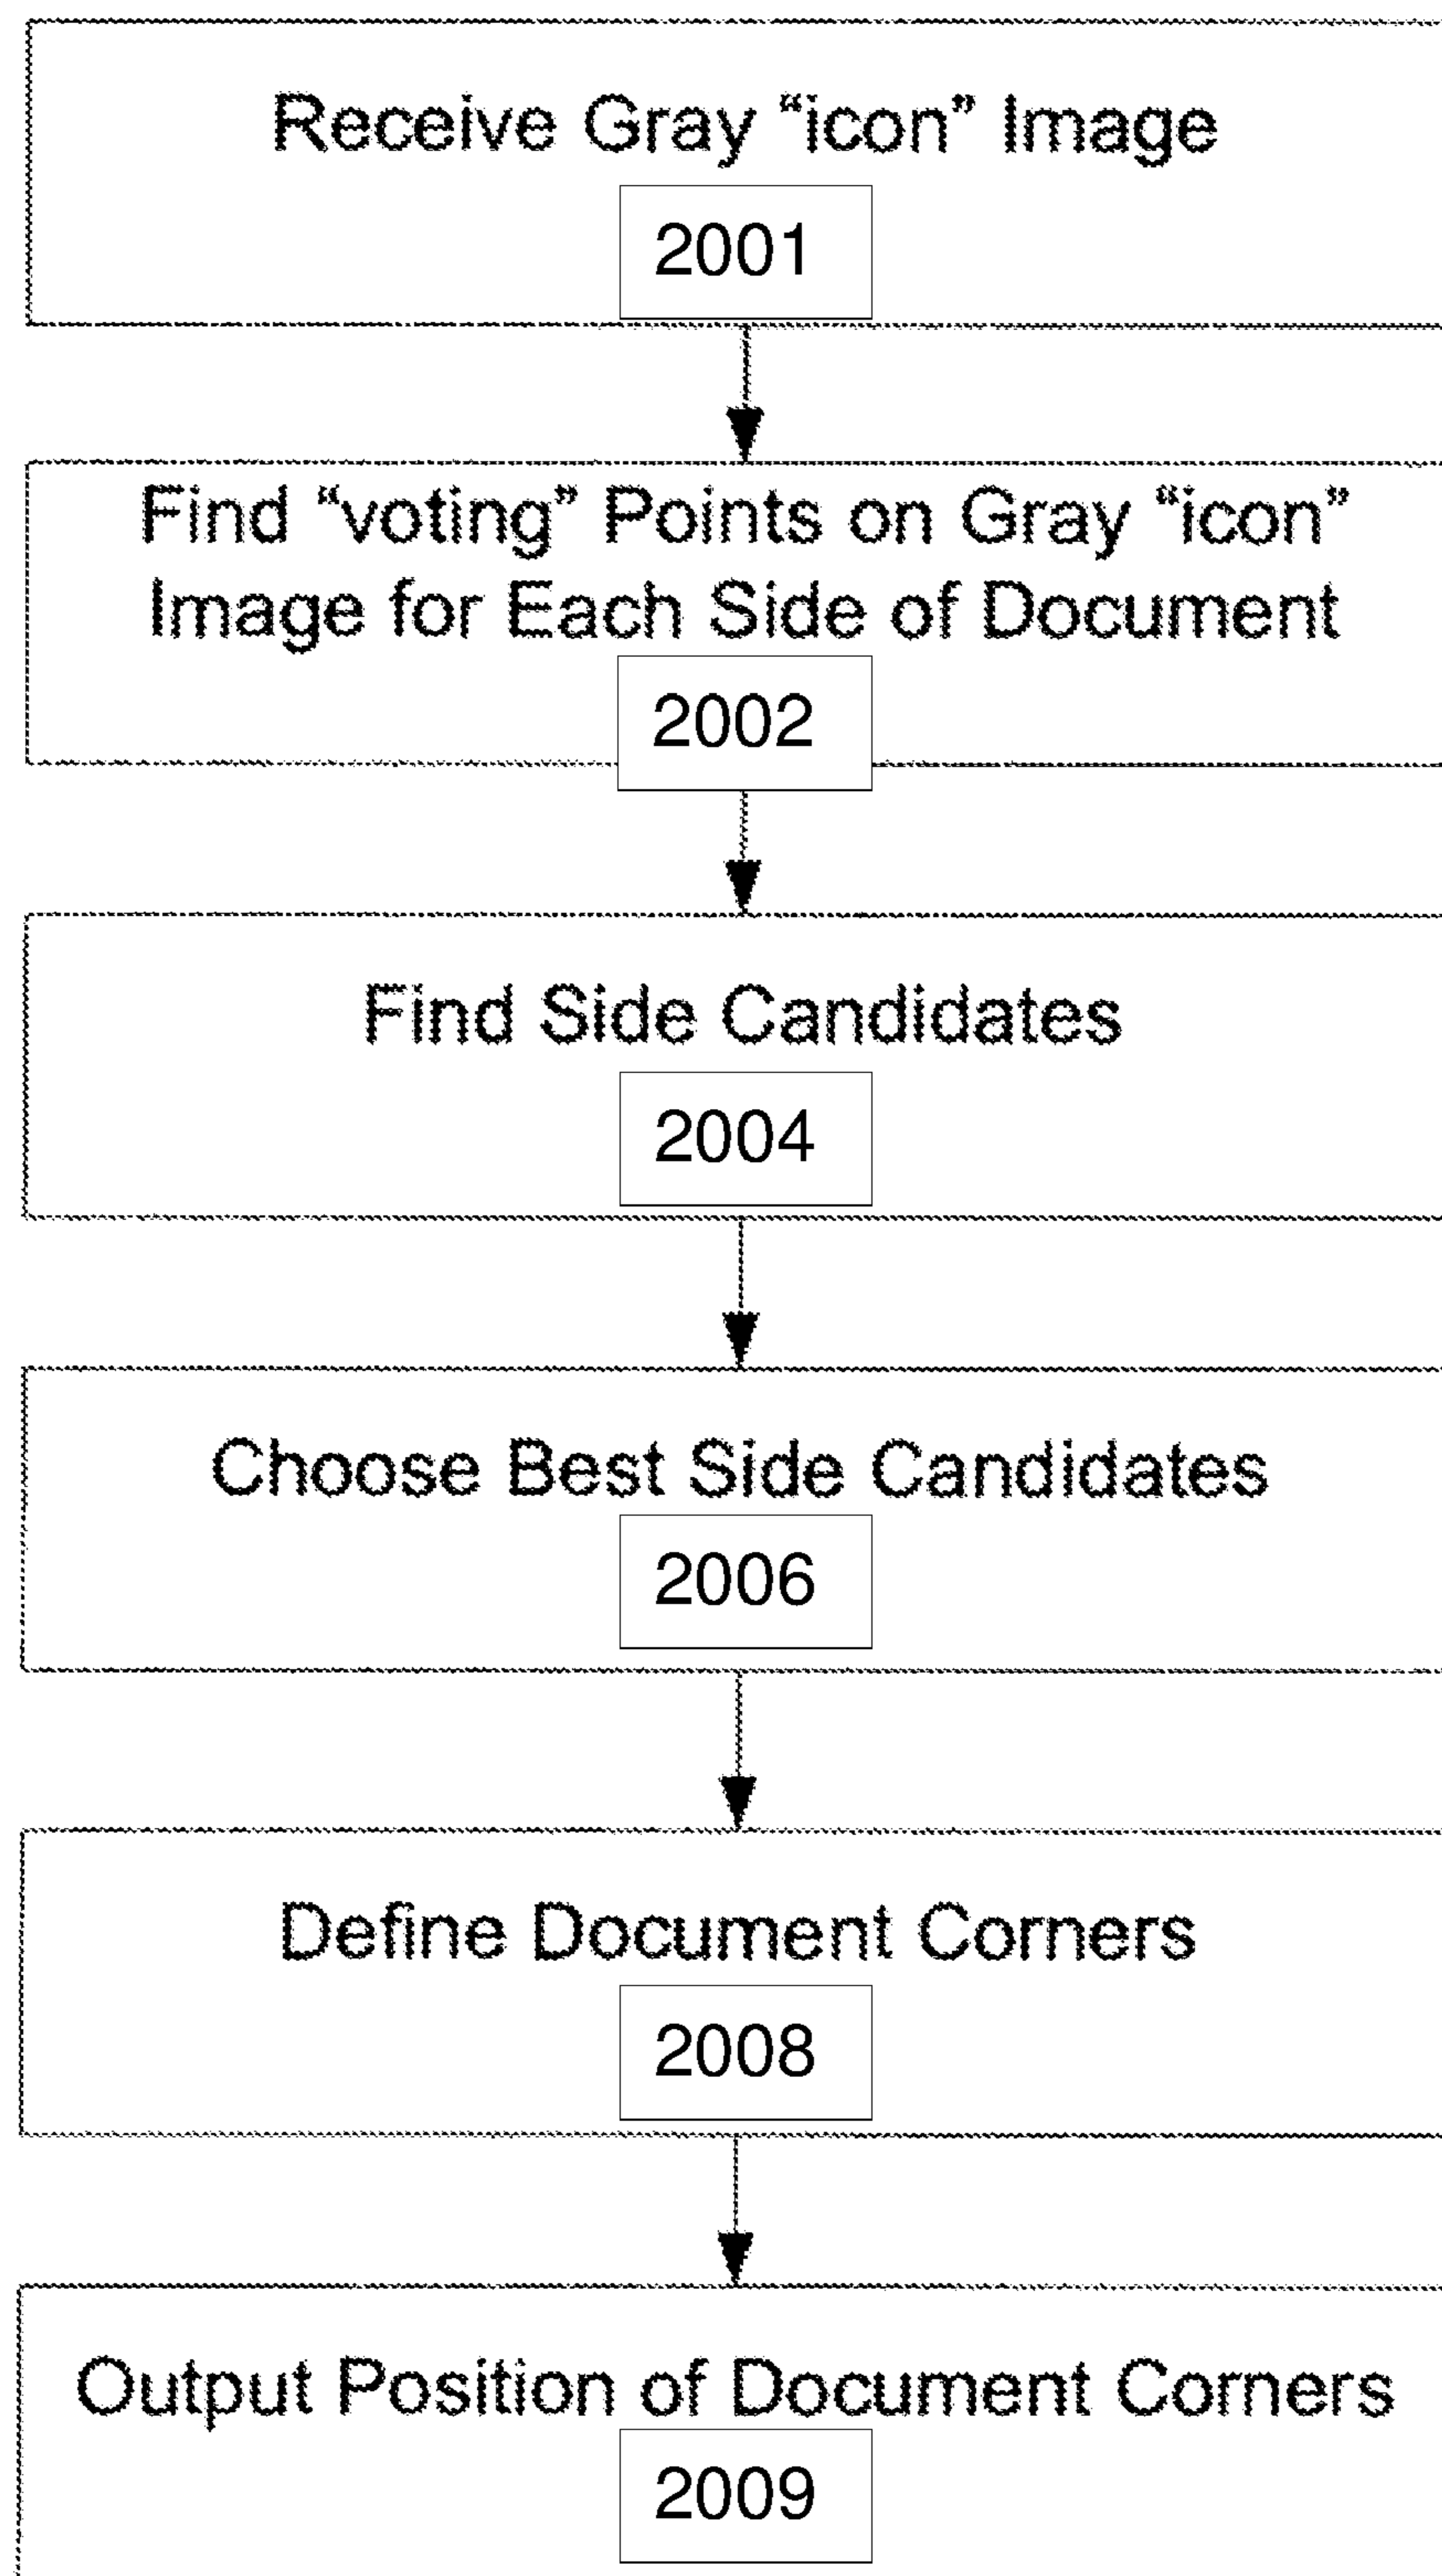 Receive Gray “icon” Image
2001
Find “voting” Points on Gray “icon”
Image for Each Side of Document
2002
Find Side Candidates
2004
Choose Best Side Candidates
2006
Define Document Corners
2008
Output Position of Document Corners
2009